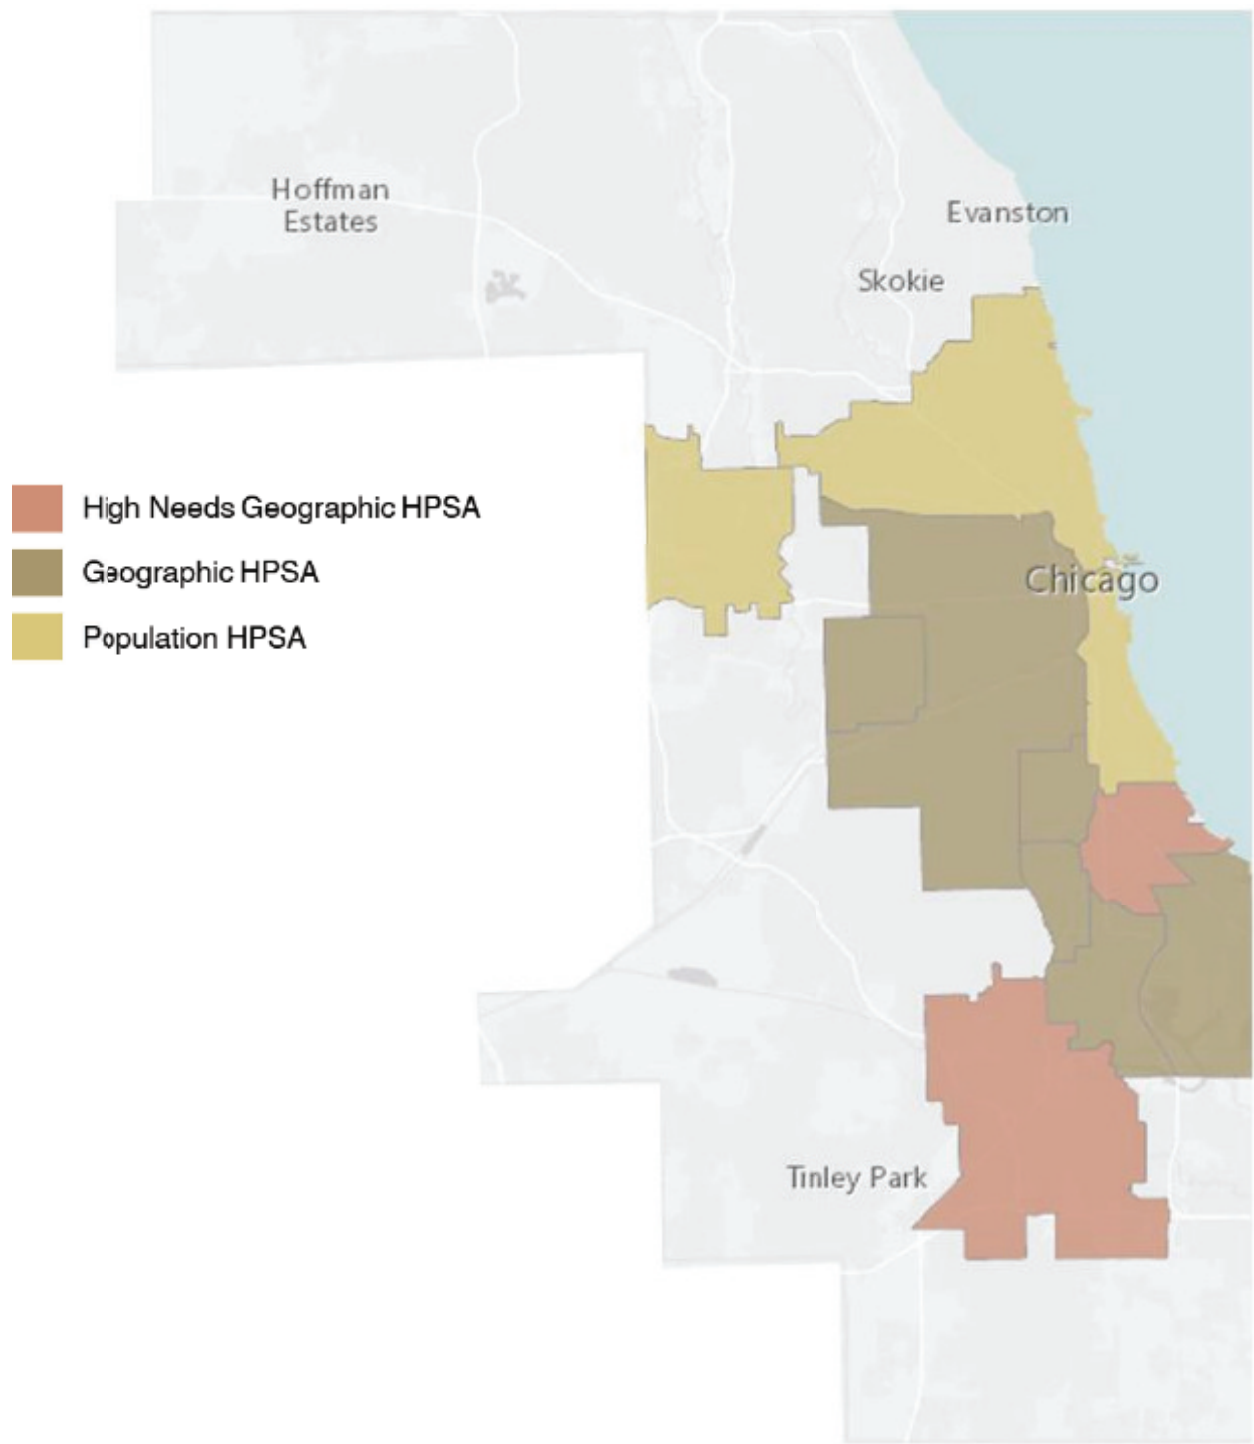 Hoffman
Estates
Evanston
Skokie
High Needs Geographic HPSA
Geographic HPSA
Chicago
Population HPSA
Tinley Park